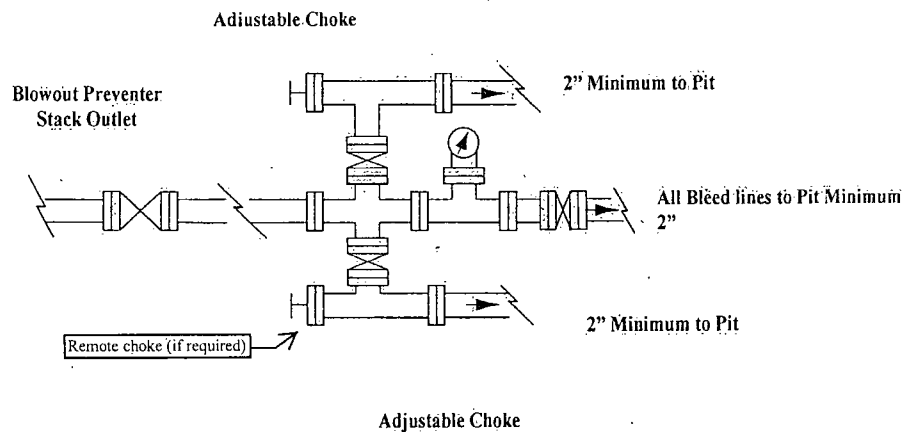 Adjustable Choke
2” Minimum to Pit
Blowout Preventer
Stack Outlet
All Bleed lines to Pit Minimum
2”
2” Minimum to Pit
Remote choke (if required)
Adjustable Choke